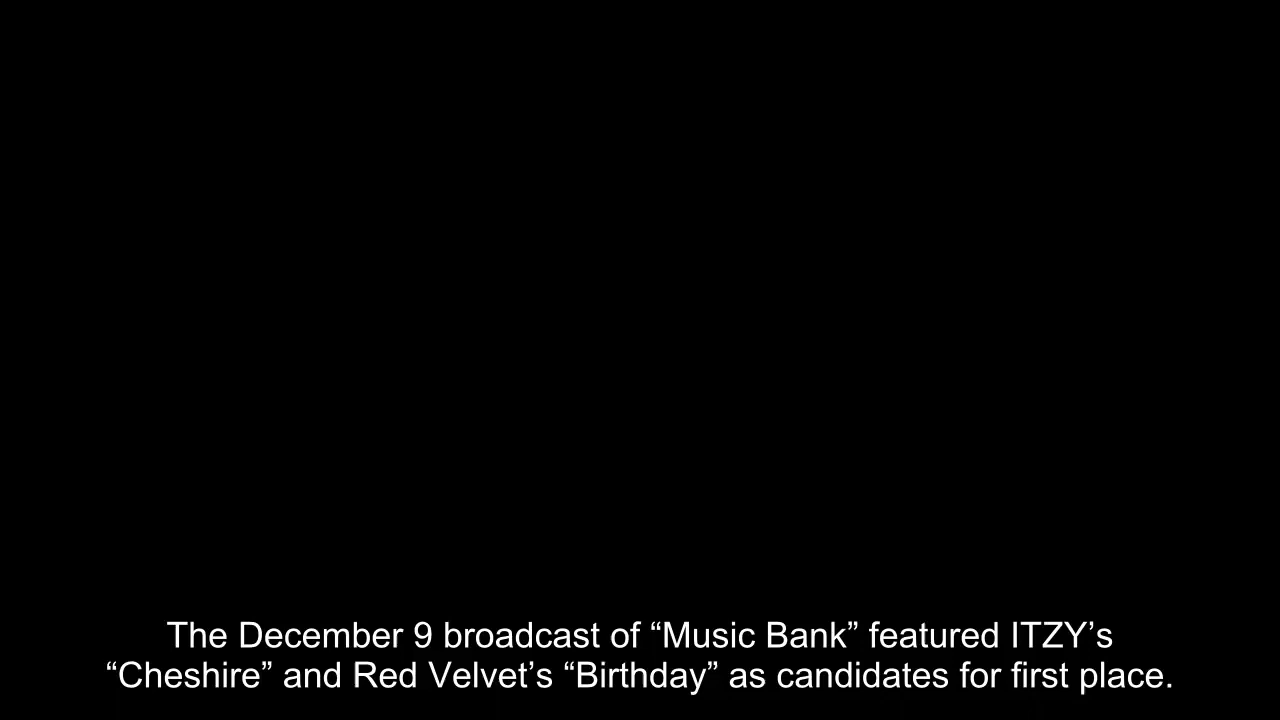 The December 9 broadcast of “Music Bank” featured ITZY’s
“Cheshire” and Red Velvet’s “Birthday” as candidates for first place.